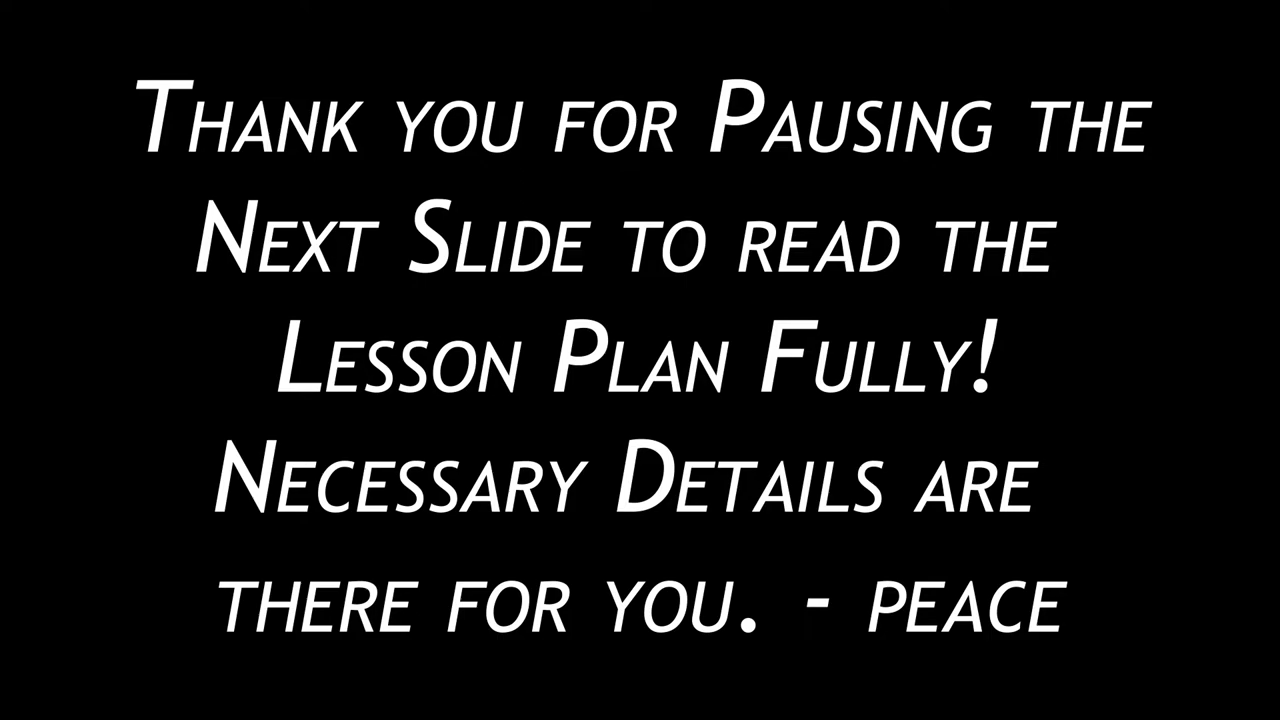 Thank you for Pausing the
Next Slide to read the
Lesson Plan Fully!
Necessary Details are
there for you. - peace